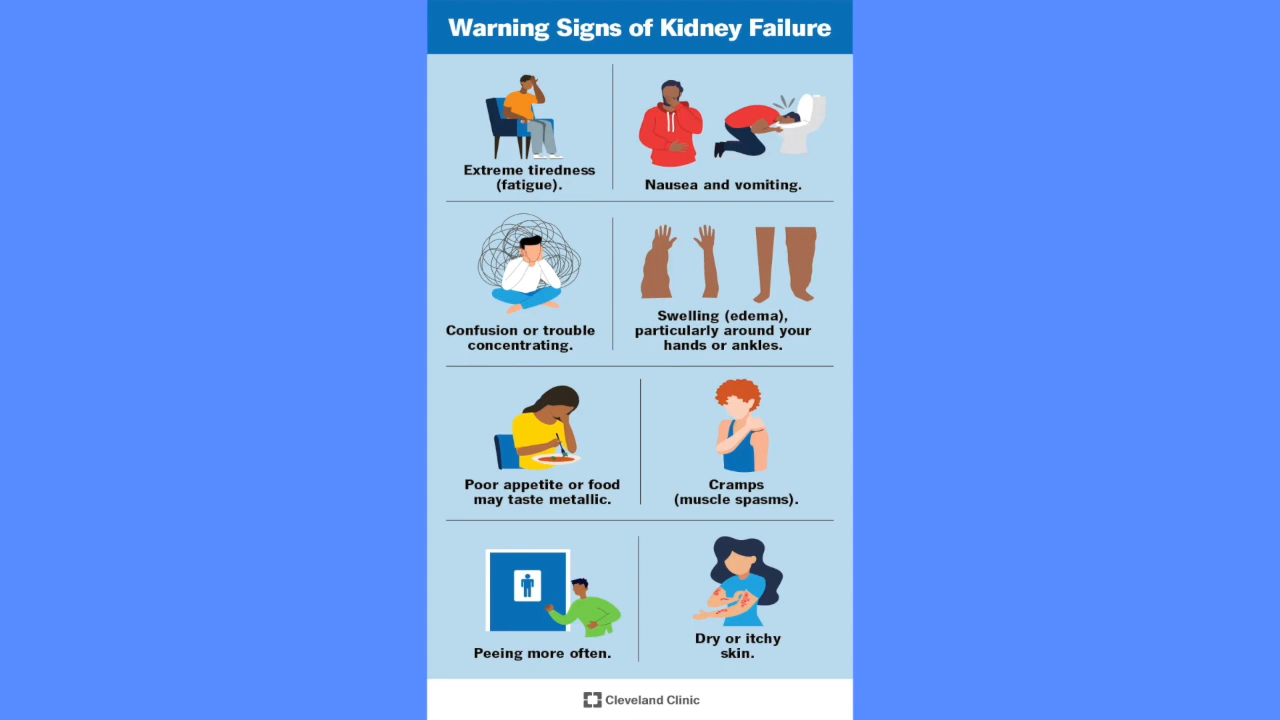 Warning Signs of Kidney Failure
Extreme tiredness
(fatigue).
Nausea and vomiting.
Confusion or trouble
concentrating.
Swelling (edema),
particularly around your
hands or ankles.
Poor appetite or food
may taste metallic.
Cramps
(muscle spasms).
Peeing more often.
Dry or itchy
skin.
Cleveland Clinic